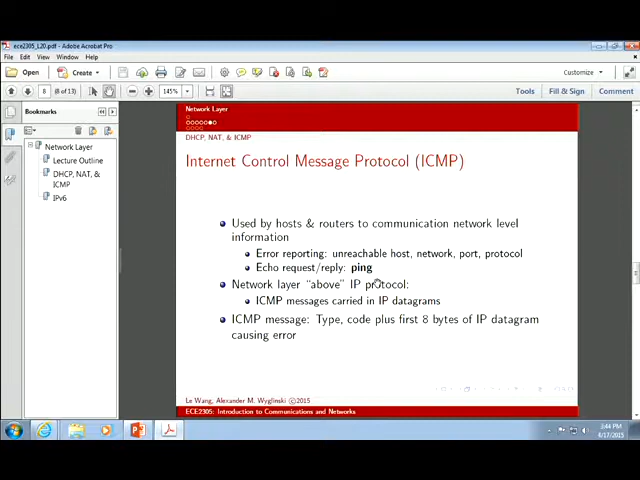 ece2305_L20.pdf - Adobe Acrobat Pro
File Edit View Window Help
Open Create Customize
8 (8 of 13) 145% Tools Fill & Sign Comment
Bookmarks
Network Layer
Lecture Outline
DHCP, NAT, &
ICMP
IPv6
Network Layer
DHCP, NAT, & ICMP
Internet Control Message Protocol (ICMP)
Used by hosts & routers to communication network level
information
Error reporting: unreachable host, network, port, protocol
Echo request/reply: ping
Network layer "above" IP protocol:
ICMP messages carried in IP datagrams
ICMP message: Type, code plus first 8 bytes of IP datagram
causing error
Le Wang, Alexander M. Wyglinski ©2015
ECE2305: Introduction to Communications and Networks
3:44 PM
6/17/2015